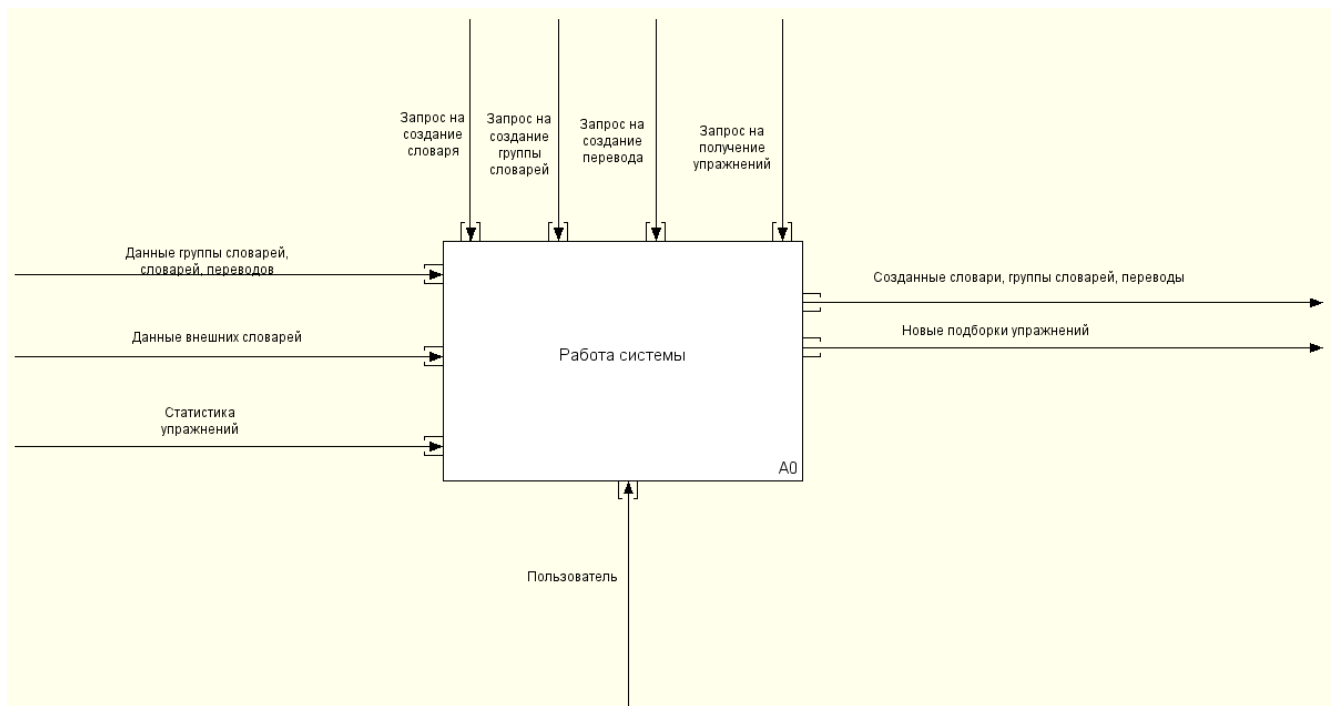 Запрос на
создание
словаря
Запрос на
создание
группы
словарей
Запрос на
создание
перевода
Запрос на
получение
упражнений
Данные группы словарей,
словарей, переводов
Данные внешних словарей
Статистика
упражнений
Работа системы
A0
Созданные словари, группы словарей, переводы
Новые подборки упражнений
Пользователь